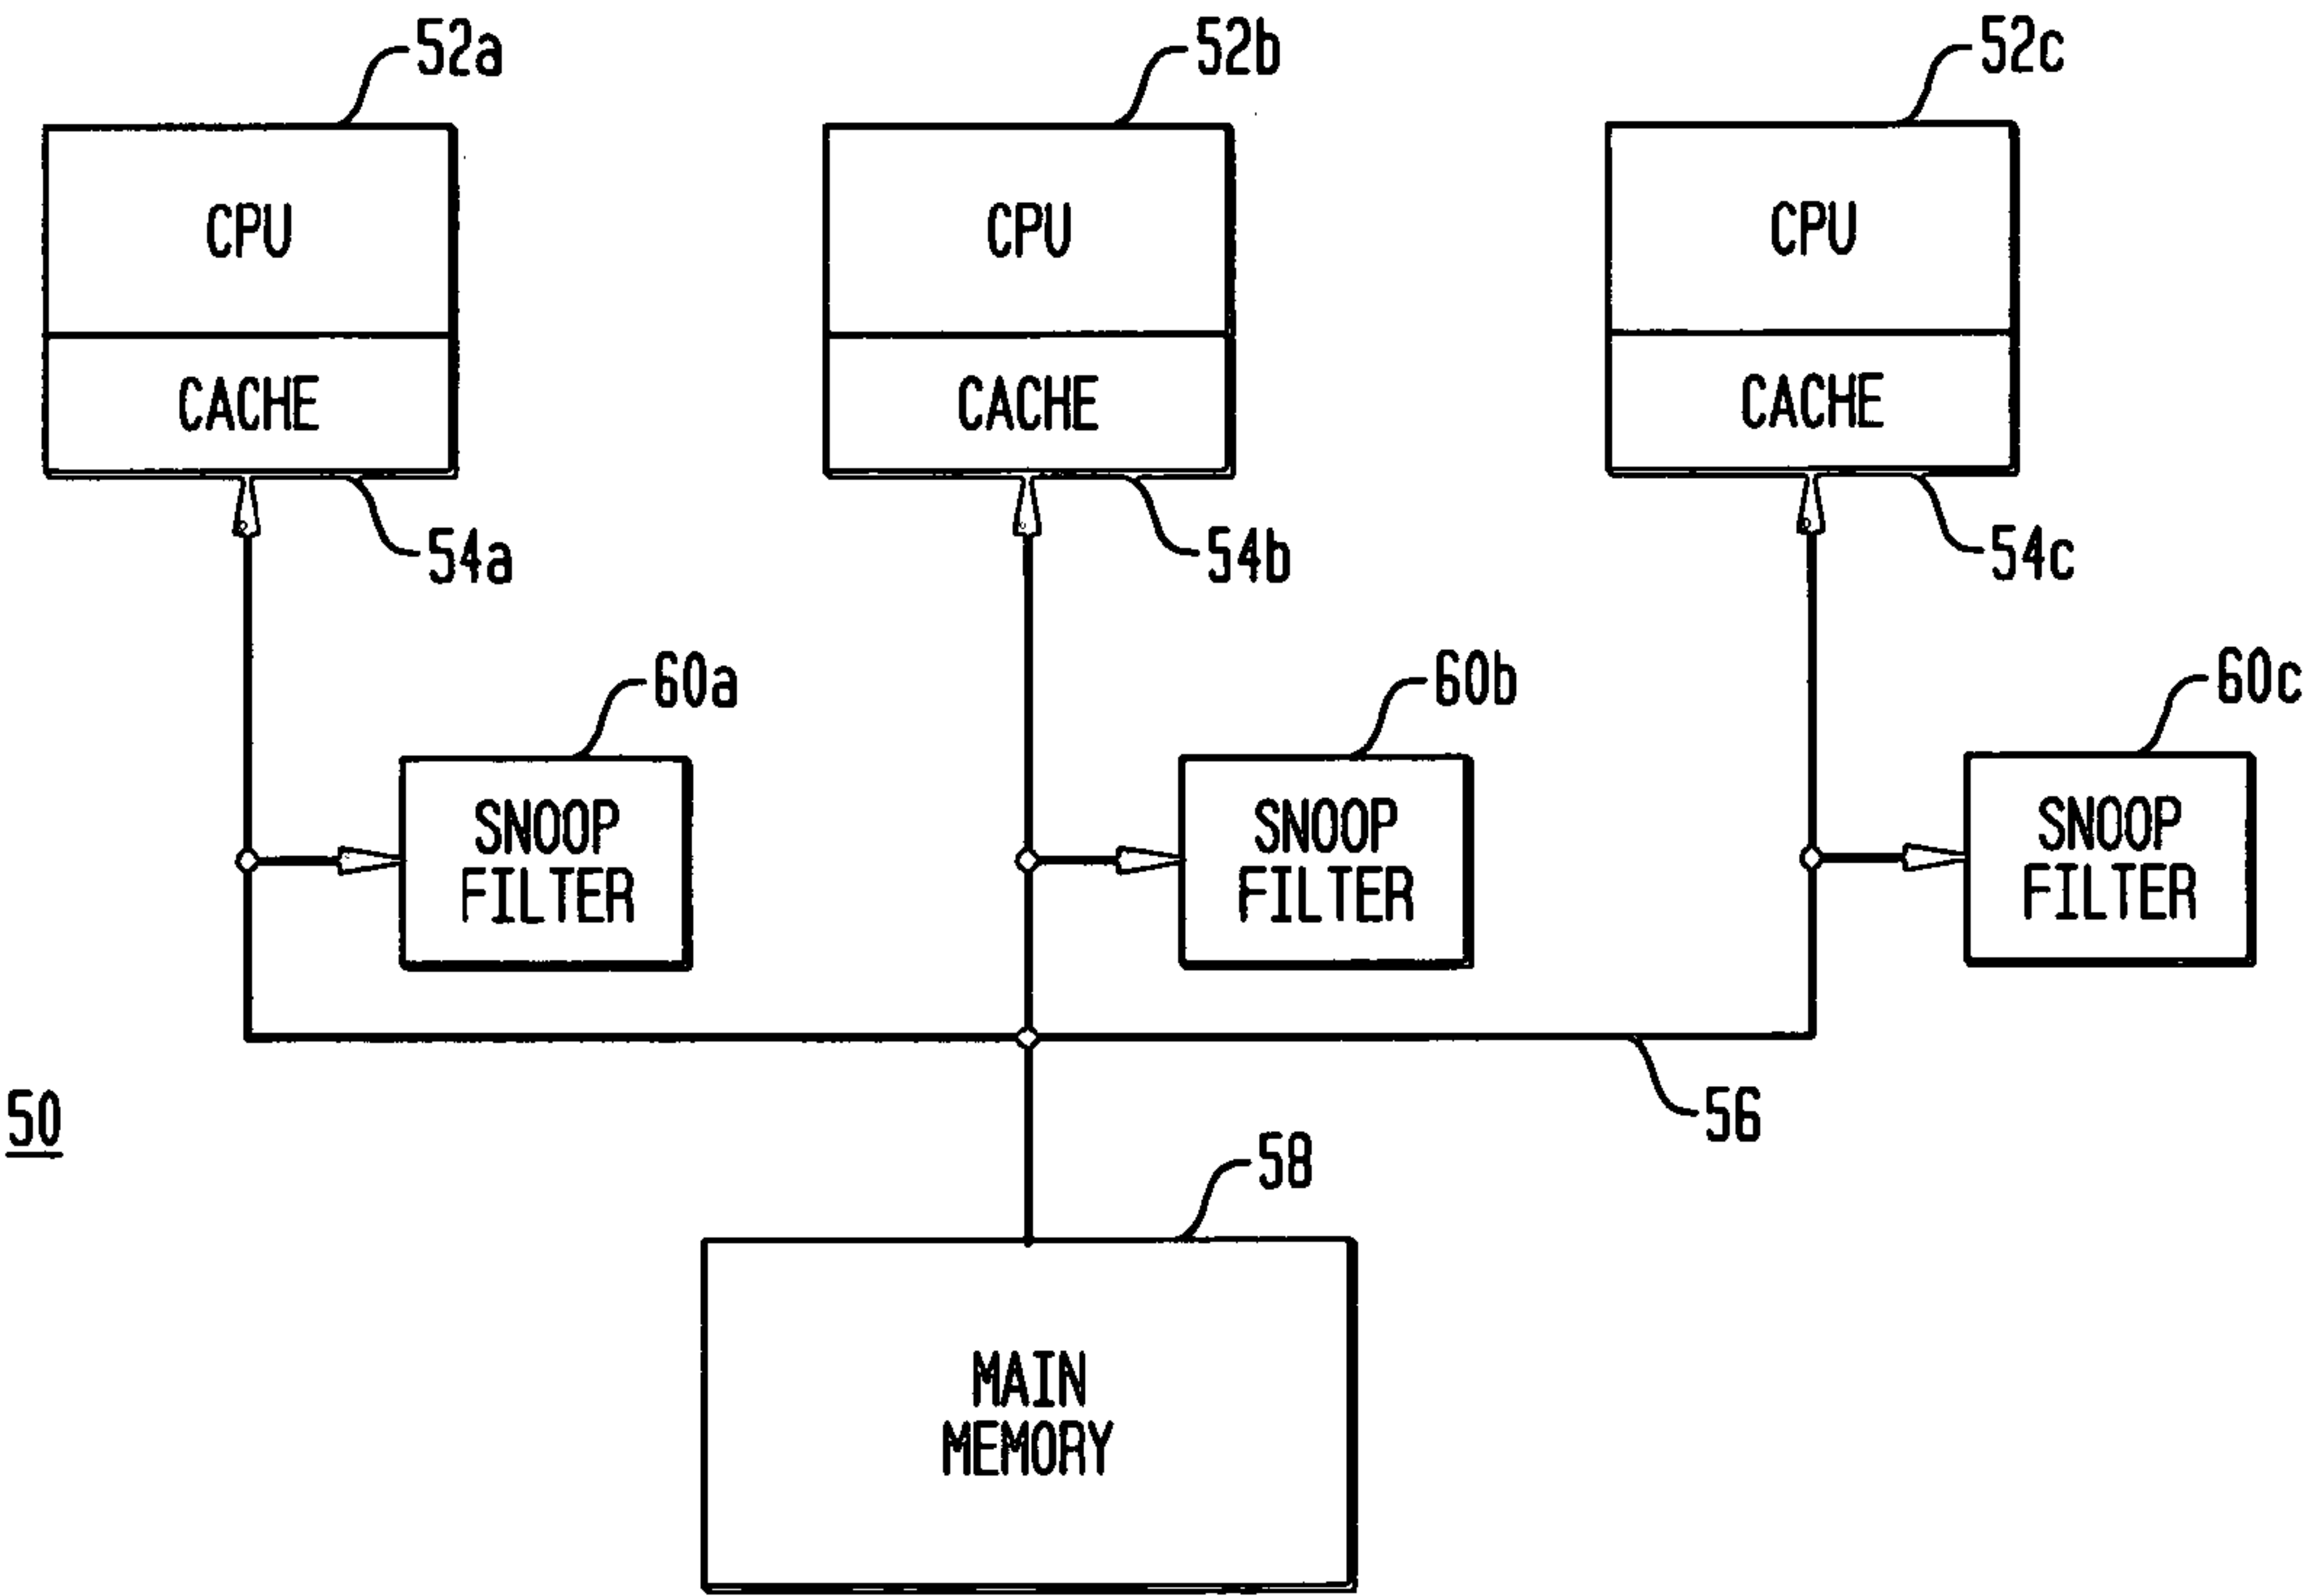 52a
52b
52c
CPU
CPU
CPU
CACHE
CACHE
CACHE
54a
54b
54c
60a
60b
60c
SNOOP
FILTER
SNOOP
FILTER
SNOOP
FILTER
50
56
58
MAIN
MEMORY